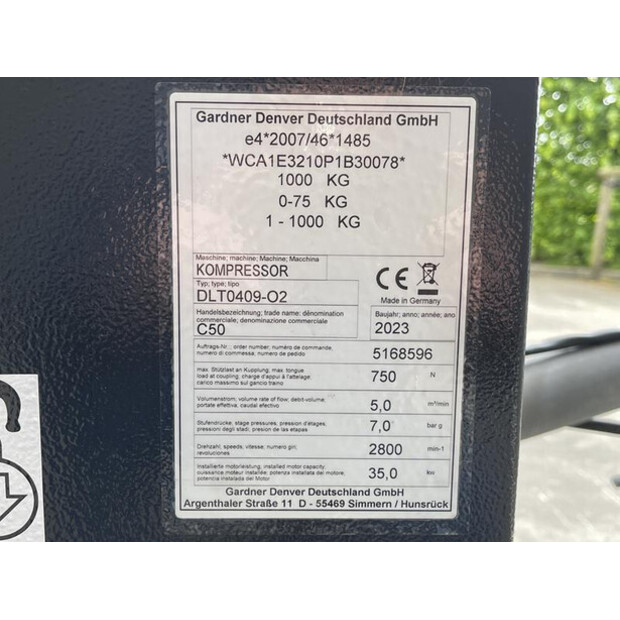 Gardner Denver Deutschland GmbH
e4*2007/46*1485
*WCA1E3210P1B30078*
1000 KG
0-75 KG
1 - 1000 KG
Maschine; machine; Machine; Macchina
KOMPRESSOR
Typ; type; tipo
DLT0409-O2
CE
Made in Germany
Handelsbezeichnung; trade name; dénomination
commerciale; denominazione commerciale
C50
Baujahr; anno; année; ano
2023
Auftrags-Nr.; order number; numéro de commande,
numero di commessa; numero de pedido
5168596
max. Stützlast an Kupplung; max. tongue
load at coupling; charge d'appui à l'attelage;
carico massimo sul gancio traino
750 N
Volumenstrom; volume rate of flow; débit-volume;
portate effettiva; caudal efectivo
5,0 m³/min
Stufendrücke; stage pressures; pression d'étages,
pressioni degli stadi; presión de las etapas
7,0 bar g
Drehzahl; speeds; vitesse; numero giri;
revoluciones
2800 min-1
Installierte motorleistung; installed motor capacity
puissance moteur installée; potenza installata del motore,
potencia instalada del Motor
35,0 kw
Gardner Denver Deutschland GmbH
Argenthaler Straße 11 D - 55469 Simmern / Hunsrück